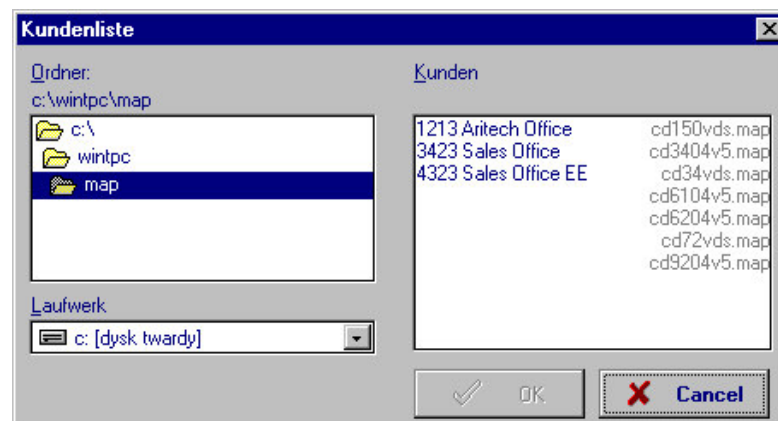 Kundenliste
Ordner:
c:\wintpc\map
c:\
wintpc
map
Laufwerk
c: [dysk twardy]
Kunden
1213 Aritech Office cd150vds.map
3423 Sales Office cd3404v5.map
4323 Sales Office EE cd34vds.map
cd6104v5.map
cd6204v5.map
cd72vds.map
cd9204v5.map
OK
Cancel